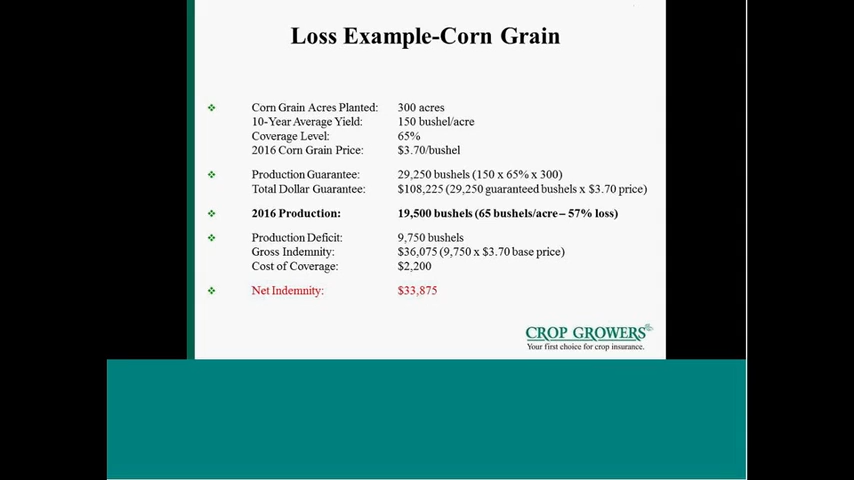 Loss Example-Corn Grain
Corn Grain Acres Planted: 300 acres
10-Year Average Yield: 150 bushel/acre
Coverage Level: 65%
2016 Corn Grain Price: $3.70/bushel
Production Guarantee: 29,250 bushels (150 x 65% x 300)
Total Dollar Guarantee: $108,225 (29,250 guaranteed bushels x $3.70 price)
2016 Production: 19,500 bushels (65 bushels/acre – 57% loss)
Production Deficit: 9,750 bushels
Gross Indemnity: $36,075 (9,750 x $3.70 base price)
Cost of Coverage: $2,200
Net Indemnity: $33,875
CROP GROWERS
Your first choice for crop insurance.